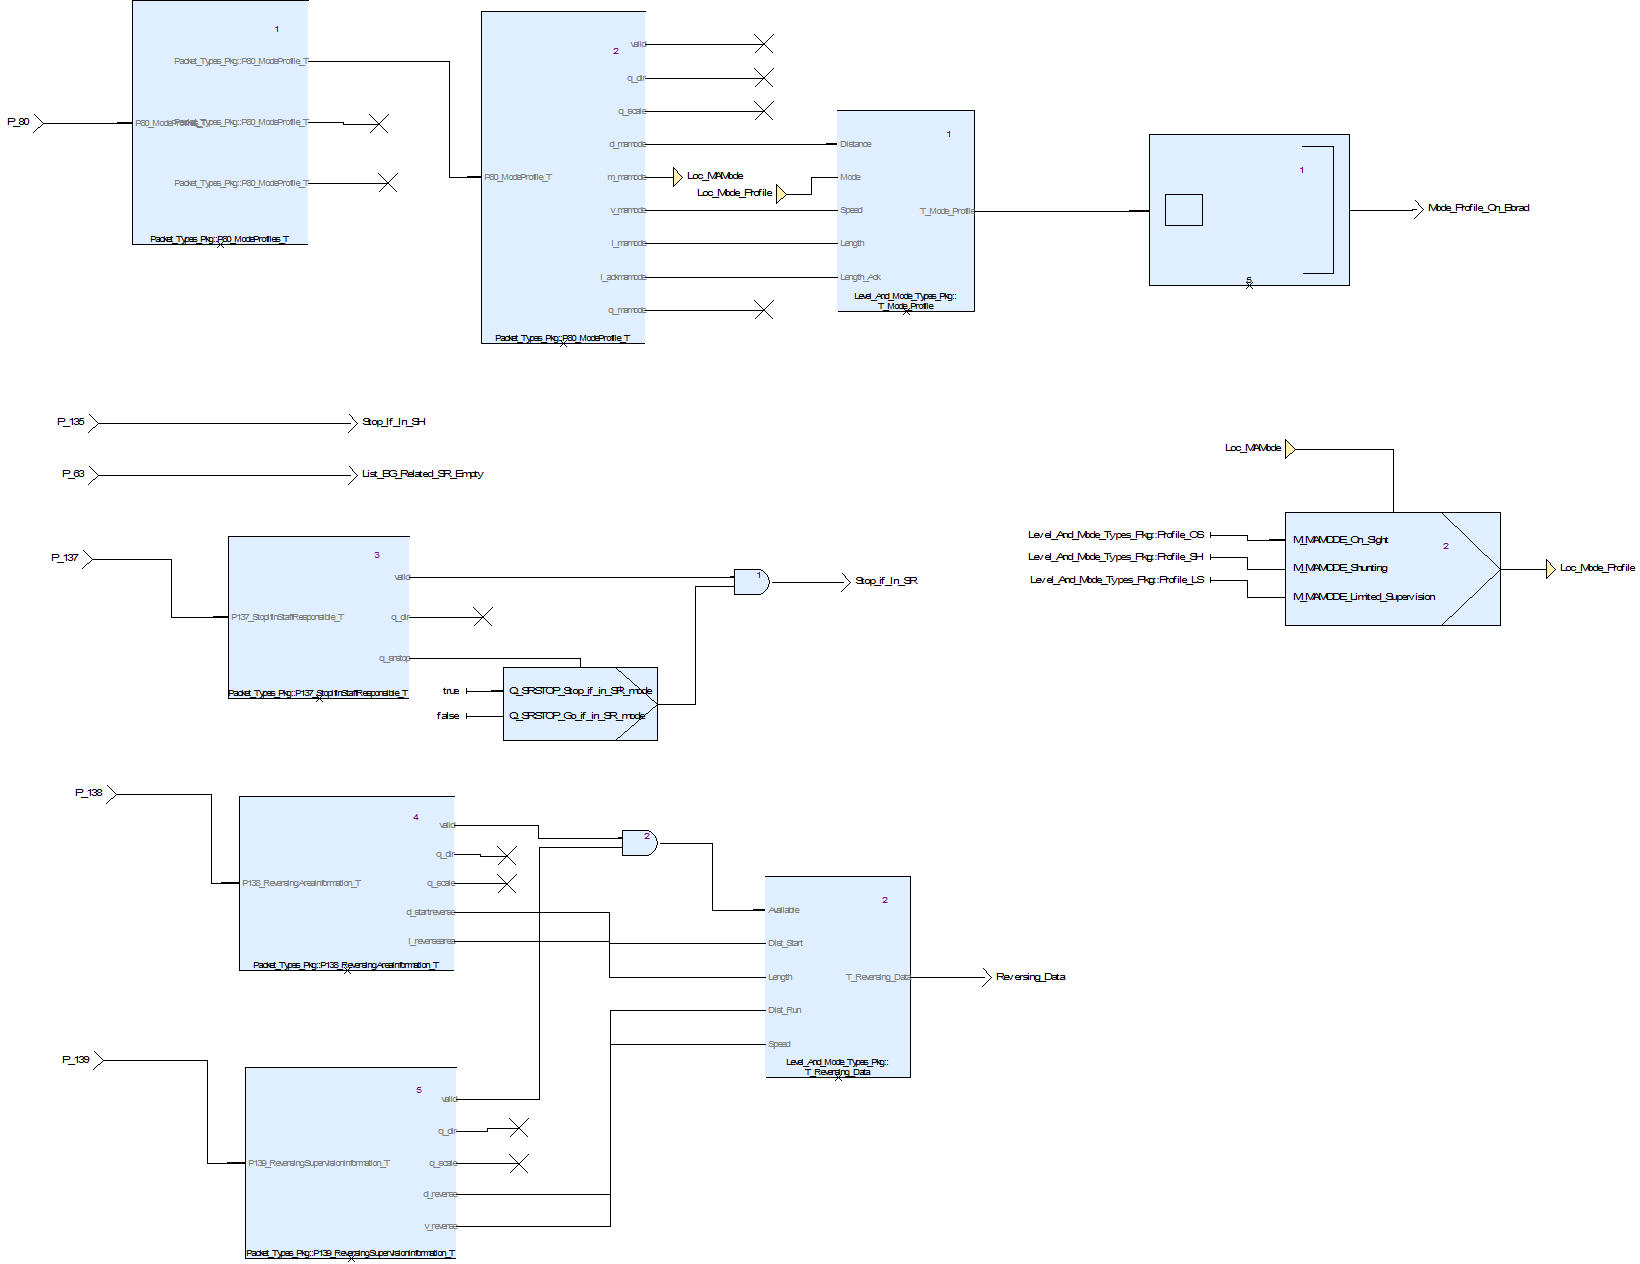 1
Packet_Types_Pkg::P80_ModeProfile_T
P_80
Packet_Types_Pkg::P80_ModeProfile_T
Packet_Types_Pkg::P80_ModeProfile_T
Packet_Types_Pkg::P80_ModeProfiles_T
2
valid
q_dir
q_scale
d_mamode
P80_ModeProfile_T
m_mamode
v_mamode
l_mamode
l_ackmamode
q_mamode
Packet_Types_Pkg::P80_ModeProfile_T
Loc_MAMode
Loc_Mode_Profile
1
Distance
Mode
Speed
T_Mode_Profile
Length
Length_Ack
Level_And_Mode_Types_Pkg::
T_Mode_Profile
1
5
Mode_Profile_On_Borad
P_135
Stop_If_In_SH
P_63
List_BG_Related_SR_Empty
Loc_MAMode
Level_And_Mode_Types_Pkg::Profile_OS
Level_And_Mode_Types_Pkg::Profile_SH
Level_And_Mode_Types_Pkg::Profile_LS
2
M_MAMODE_On_Sight
M_MAMODE_Shunting
M_MAMODE_Limited_Supervision
Loc_Mode_Profile
P_137
3
valid
P137_StopIfInStaffResponsible_T
q_dir
q_srstop
Packet_Types_Pkg::P137_StopIfInStaffResponsible_T
1
Stop_if_In_SR
true
Q_SRSTOP_Stop_if_in_SR_mode
false
Q_SRSTOP_Go_if_in_SR_mode
P_138
4
valid
q_dir
P138_ReversingAreaInformation_T
q_scale
d_startreverse
l_reversearea
Packet_Types_Pkg::P138_ReversingAreaInformation_T
2
2
Available
Dist_Start
Length
T_Reversing_Data
Dist_Run
Speed
Level_And_Mode_Types_Pkg::
T_Reversing_Data
Reversing_Data
P_139
5
valid
q_dir
P139_ReversingSupervisionInformation_T
q_scale
d_reverse
v_reverse
Packet_Types_Pkg::P139_ReversingSupervisionInformation_T